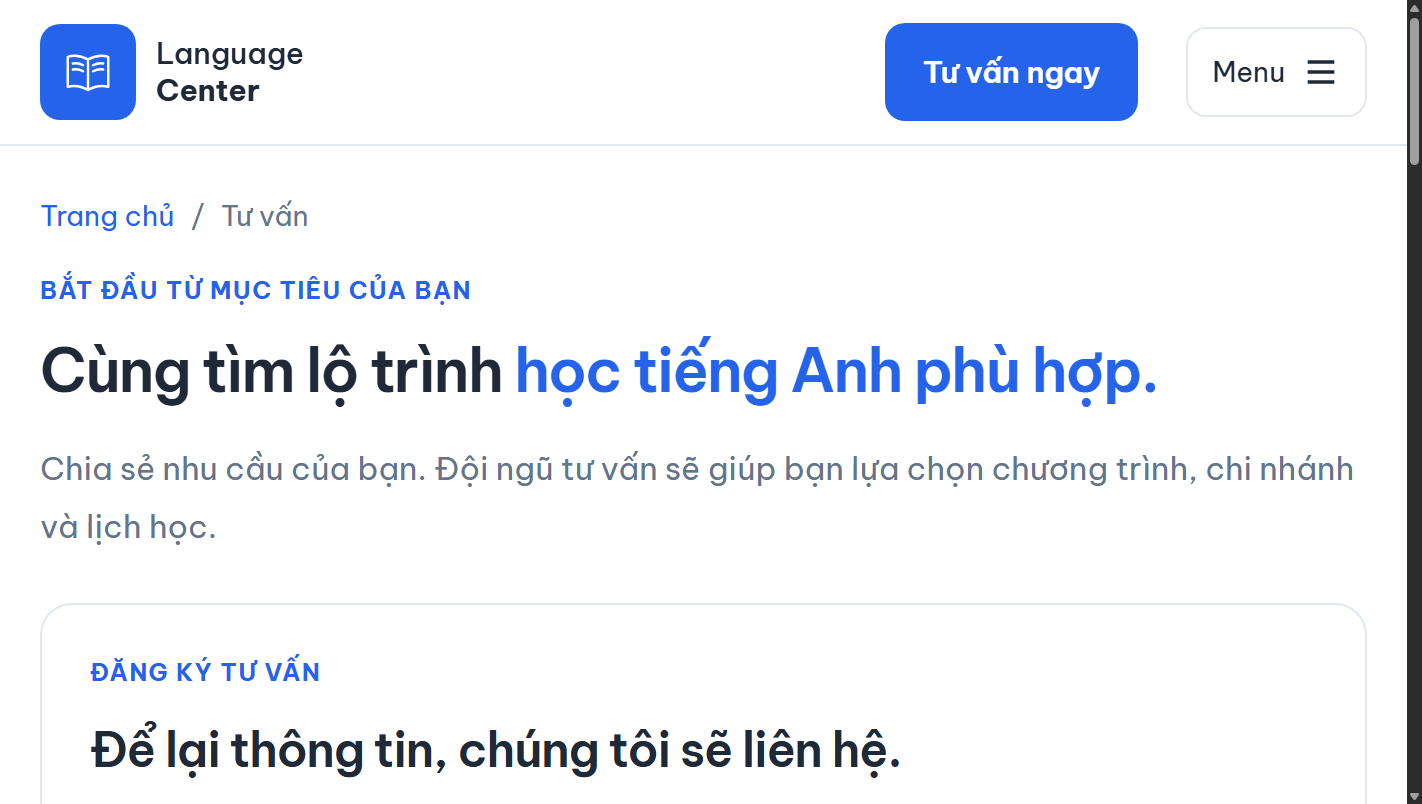 Language
Center
Tư vấn ngay
Menu
Trang chủ / Tư vấn
BẮT ĐẦU TỪ MỤC TIÊU CỦA BẠN
Cùng tìm lộ trình học tiếng Anh phù hợp.
Chia sẻ nhu cầu của bạn. Đội ngũ tư vấn sẽ giúp bạn lựa chọn chương trình, chi nhánh
và lịch học.
ĐĂNG KÝ TƯ VẤN
Để lại thông tin, chúng tôi sẽ liên hệ.